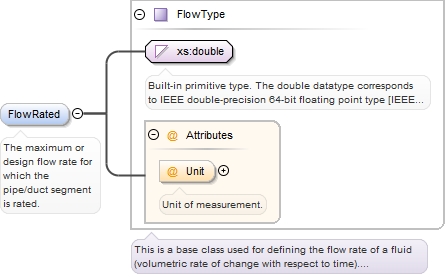 FlowType
xs:double
Built-in primitive type. The double datatype corresponds
to IEEE double-precision 64-bit floating point type [IEEE...
FlowRated
The maximum or
design flow rate for
which the
pipe/duct segment
is rated.
@ Attributes
@ Unit
Unit of measurement.
This is a base class used for defining the flow rate of a fluid
(volumetric rate of change with respect to time)....